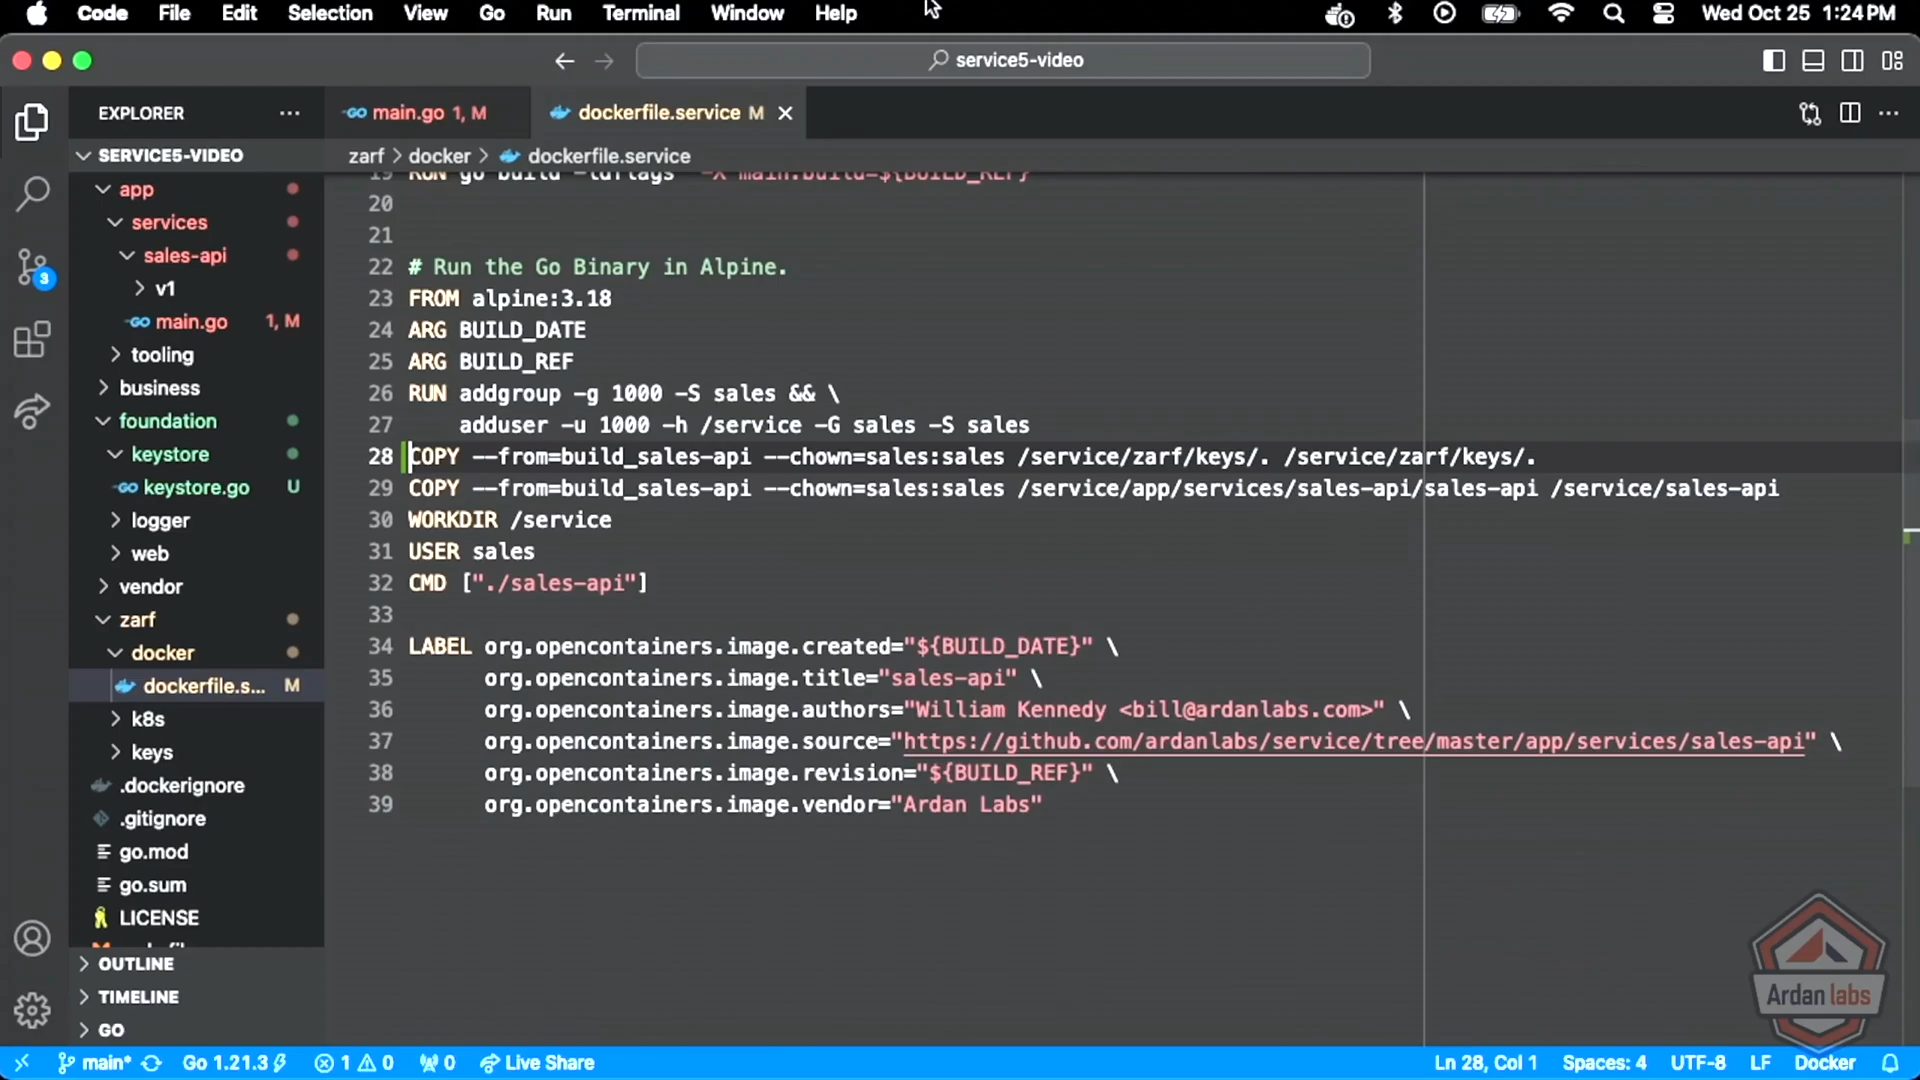 Code File Edit Selection View Go Run Terminal Window Help Wed Oct 25 1:24 PM
service5-video
EXPLORER
main.go 1, M
dockerfile.service M
SERVICE5-VIDEO
zarf > docker > dockerfile.service
app
services
sales-api
v1
main.go 1, M
tooling
business
foundation
keystore
keystore.go U
logger
web
vendor
zarf
docker
dockerfile.s... M
k8s
keys
.dockerignore
.gitignore
go.mod
go.sum
LICENSE
OUTLINE
TIMELINE
GO
19 RUN go build -ldflags "-X main.build=${BUILD_REF}"
20
21
22 # Run the Go Binary in Alpine.
23 FROM alpine:3.18
24 ARG BUILD_DATE
25 ARG BUILD_REF
26 RUN addgroup -g 1000 -S sales && \
27 adduser -u 1000 -h /service -G sales -S sales
28 COPY --from=build_sales-api --chown=sales:sales /service/zarf/keys/. /service/zarf/keys/.
29 COPY --from=build_sales-api --chown=sales:sales /service/app/services/sales-api/sales-api /service/sales-api
30 WORKDIR /service
31 USER sales
32 CMD ["./sales-api"]
33
34 LABEL org.opencontainers.image.created="${BUILD_DATE}" \
35 org.opencontainers.image.title="sales-api" \
36 org.opencontainers.image.authors="William Kennedy <bill@ardanlabs.com>" \
37 org.opencontainers.image.source="https://github.com/ardanlabs/service/tree/master/app/services/sales-api" \
38 org.opencontainers.image.revision="${BUILD_REF}" \
39 org.opencontainers.image.vendor="Ardan Labs"
3
Ardan labs
main* Go 1.21.3 1 0 0 Live Share Ln 28, Col 1 Spaces: 4 UTF-8 LF Docker